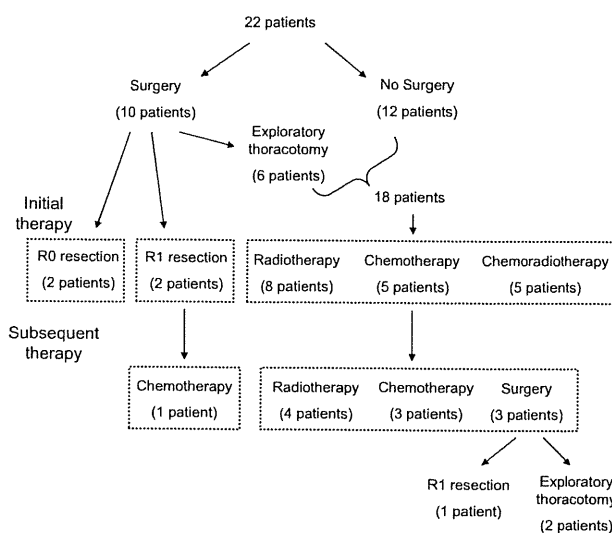 22 patients
Surgery
(10 patients)
No Surgery
(12 patients)
Exploratory
thoracotomy
(6 patients)
18 patients
Initial
therapy
R0 resection
(2 patients)
R1 resection
(2 patients)
Radiotherapy
(8 patients)
Chemotherapy
(5 patients)
Chemoradiotherapy
(5 patients)
Subsequent
therapy
Chemotherapy
(1 patient)
Radiotherapy
(4 patients)
Chemotherapy
(3 patients)
Surgery
(3 patients)
R1 resection
(1 patient)
Exploratory
thoracotomy
(2 patients)